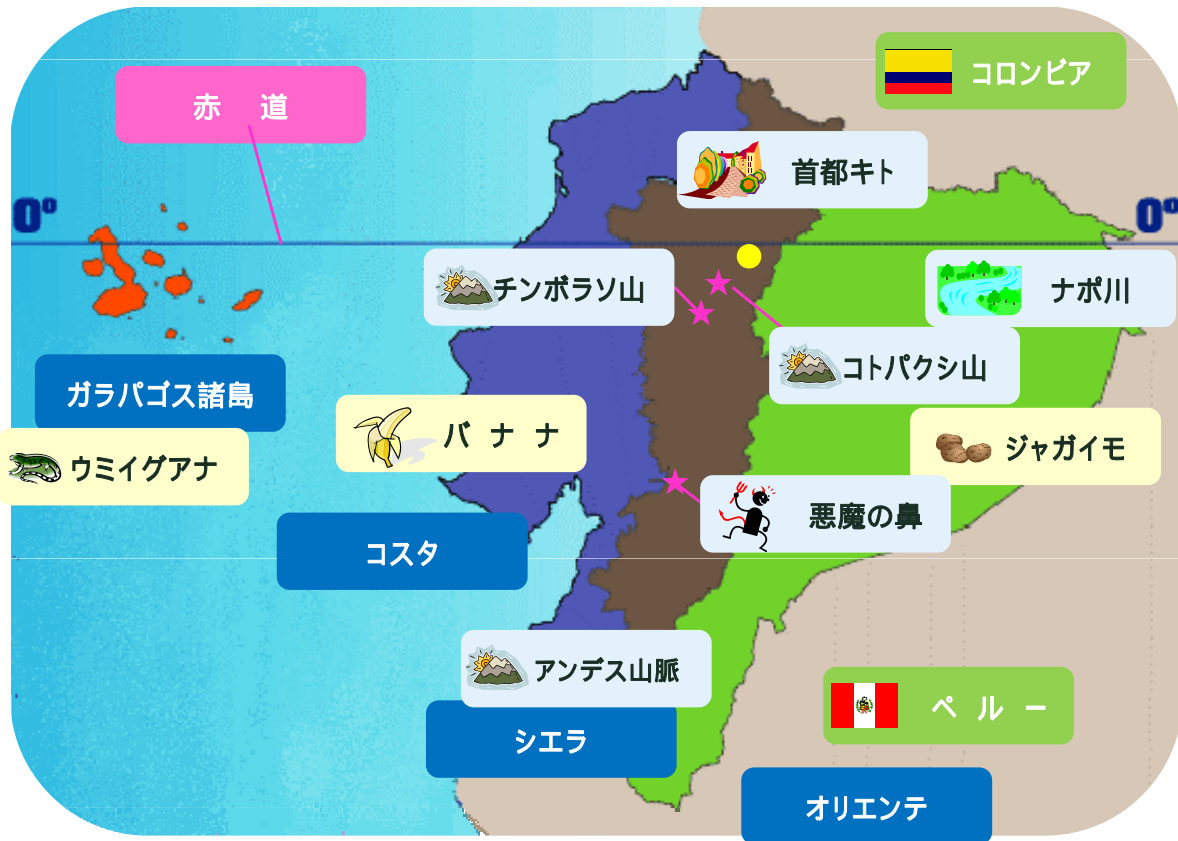 コロンビア
赤 道
首都キト
0º
0º
チンボラソ山
ナポ川
コトパクシ山
ガラパゴス諸島
バ ナ ナ
ジャガイモ
ウミイグアナ
悪魔の鼻
コスタ
アンデス山脈
ペ ル ー
シエラ
オリエンテ